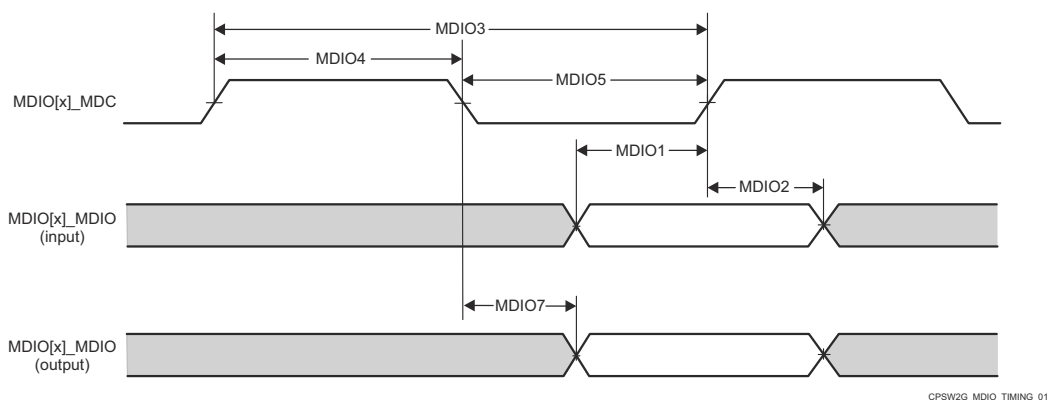 MDIO3
MDIO4
MDIO5
MDIO[x]_MDC
MDIO1
MDIO2
MDIO[x]_MDIO
(input)
MDIO7
MDIO[x]_MDIO
(output)
CPSW2G_MDIO_TIMING_01